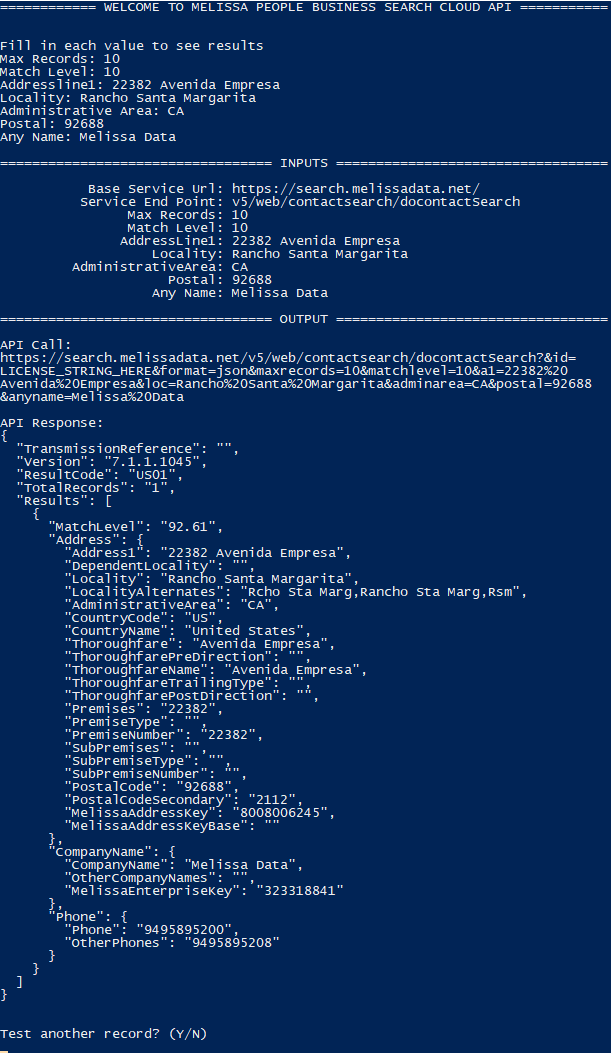 ============ WELCOME TO MELISSA PEOPLE BUSINESS SEARCH CLOUD API ===========
Fill in each value to see results
Max Records: 10
Match Level: 10
Addressline1: 22382 Avenida Empresa
Locality: Rancho Santa Margarita
Administrative Area: CA
Postal: 92688
Any Name: Melissa Data
================================== INPUTS ==================================
Base Service Url: https://search.melissadata.net/
Service End Point: v5/web/contactsearch/docontactSearch
Max Records: 10
Match Level: 10
AddressLine1: 22382 Avenida Empresa
Locality: Rancho Santa Margarita
AdministrativeArea: CA
Postal: 92688
Any Name: Melissa Data
================================== OUTPUT ==================================
API Call:
https://search.melissadata.net/v5/web/contactsearch/docontactSearch?&id=
LICENSE_STRING_HERE&format=json&maxrecords=10&matchlevel=10&a1=22382%20
Avenida%20Empresa&loc=Rancho%20Santa%20Margarita&adminarea=CA&postal=92688
&anyname=Melissa%20Data
API Response:
{
  "TransmissionReference": "",
  "Version": "7.1.1.1045",
  "ResultCode": "US01",
  "TotalRecords": "1",
  "Results": [
    {
      "MatchLevel": "92.61",
      "Address": {
        "Address1": "22382 Avenida Empresa",
        "DependentLocality": "",
        "Locality": "Rancho Santa Margarita",
        "LocalityAlternates": "Rcho Sta Marg,Rancho Sta Marg,Rsm",
        "AdministrativeArea": "CA",
        "CountryCode": "US",
        "CountryName": "United States",
        "Thoroughfare": "Avenida Empresa",
        "ThoroughfarePreDirection": "",
        "ThoroughfareName": "Avenida Empresa",
        "ThoroughfareTrailingType": "",
        "ThoroughfarePostDirection": "",
        "Premises": "22382",
        "PremiseType": "",
        "PremiseNumber": "22382",
        "SubPremises": "",
        "SubPremiseType": "",
        "SubPremiseNumber": "",
        "PostalCode": "92688",
        "PostalCodeSecondary": "2112",
        "MelissaAddressKey": "8008006245",
        "MelissaAddressKeyBase": ""
      },
      "CompanyName": {
        "CompanyName": "Melissa Data",
        "OtherCompanyNames": "",
        "MelissaEnterpriseKey": "323318841"
      },
      "Phone": {
        "Phone": "9495895200",
        "OtherPhones": "9495895208"
      }
    }
  ]
}
Test another record? (Y/N)